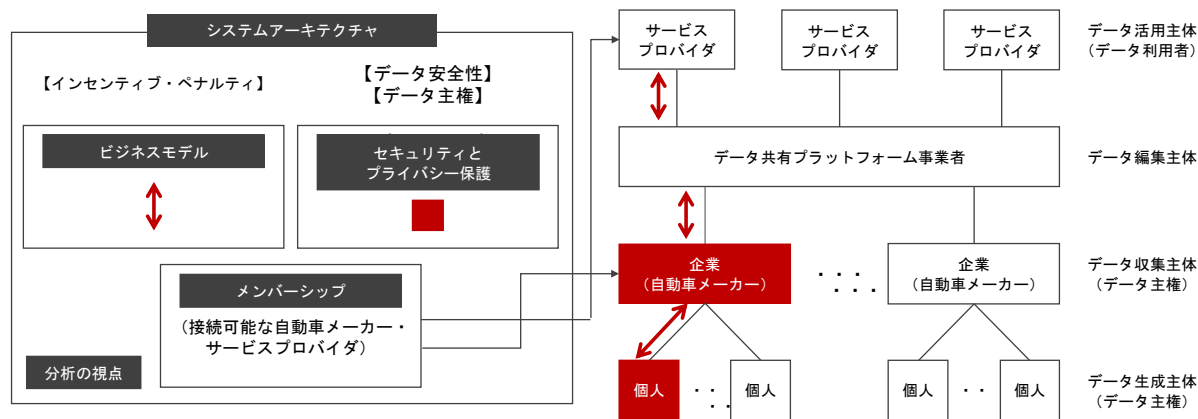 システムアーキテクチャ
【インセンティブ・ペナルティ】
【データ安全性】
【データ主権】
ビジネスモデル
セキュリティと
プライバシー保護
メンバーシップ
（接続可能な自動車メーカー・
サービスプロバイダ）
分析の視点
サービス
プロバイダ
サービス
プロバイダ
サービス
プロバイダ
データ活用主体
（データ利用者）
データ共有プラットフォーム事業者
データ編集主体
企業
（自動車メーカー）
・・・・・・
企業
（自動車メーカー）
データ収集主体
（データ主権）
個人
・・・・
個人
個人
・・
個人
データ生成主体
（データ主権）